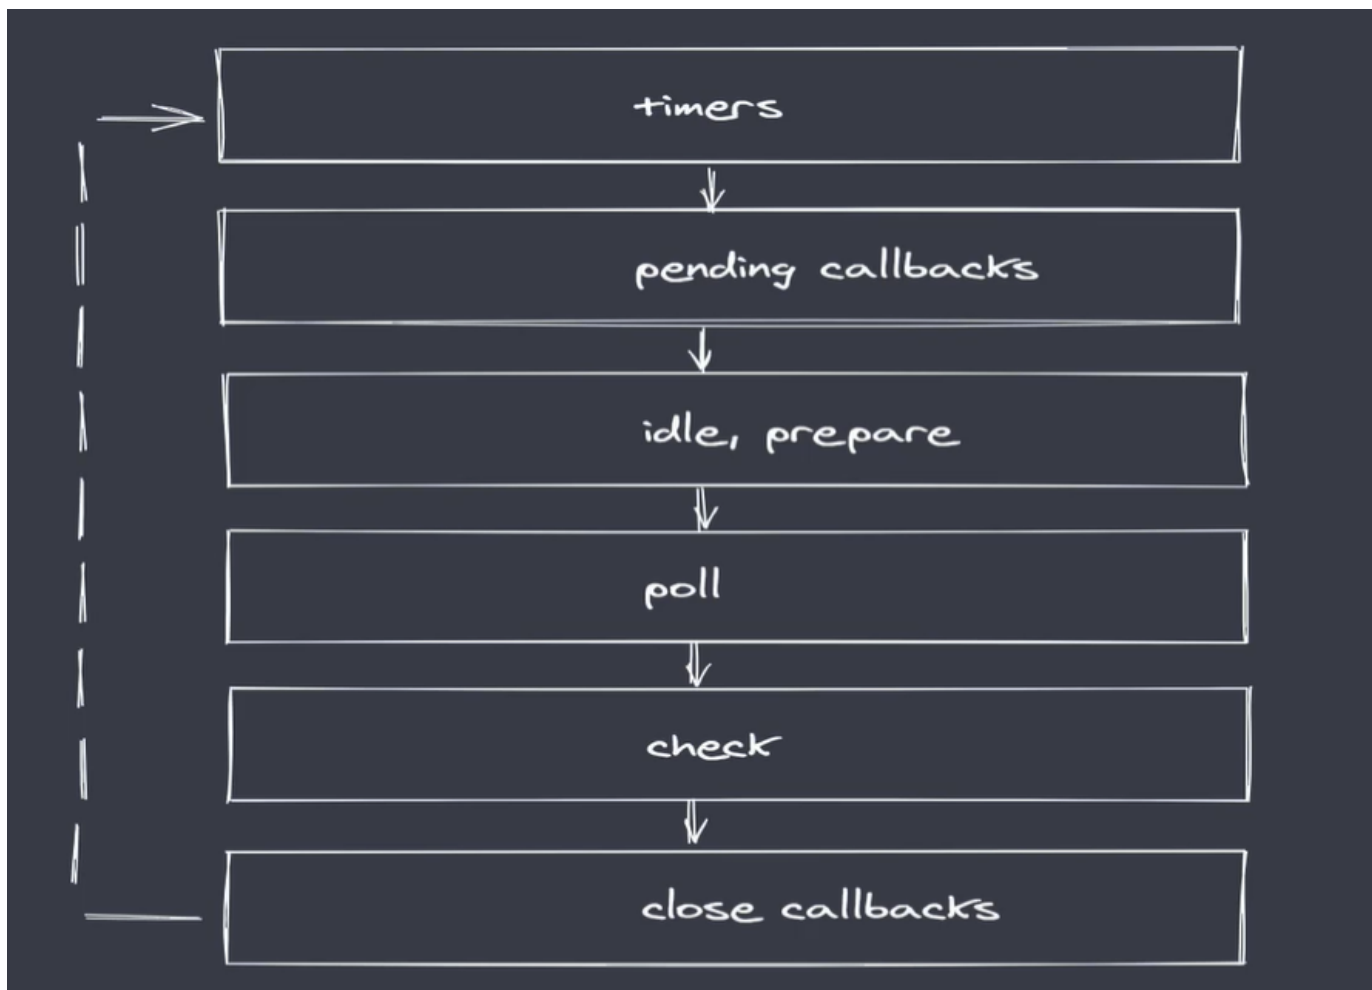 timers
pending callbacks
idle, prepare
poll
check
close callbacks